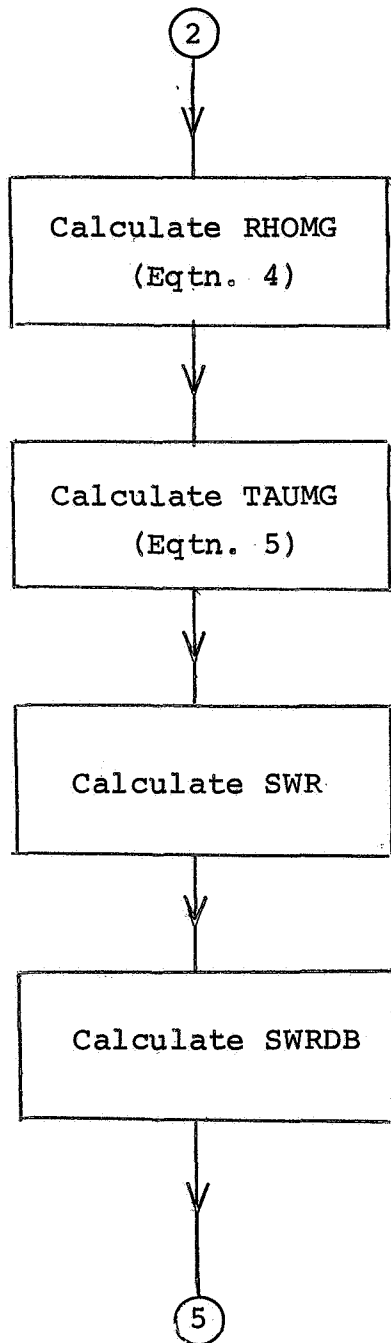 2
Calculate RHOMG
(Eqtn. 4)
Calculate TAUMG
(Eqtn. 5)
Calculate SWR
Calculate SWRDB
5